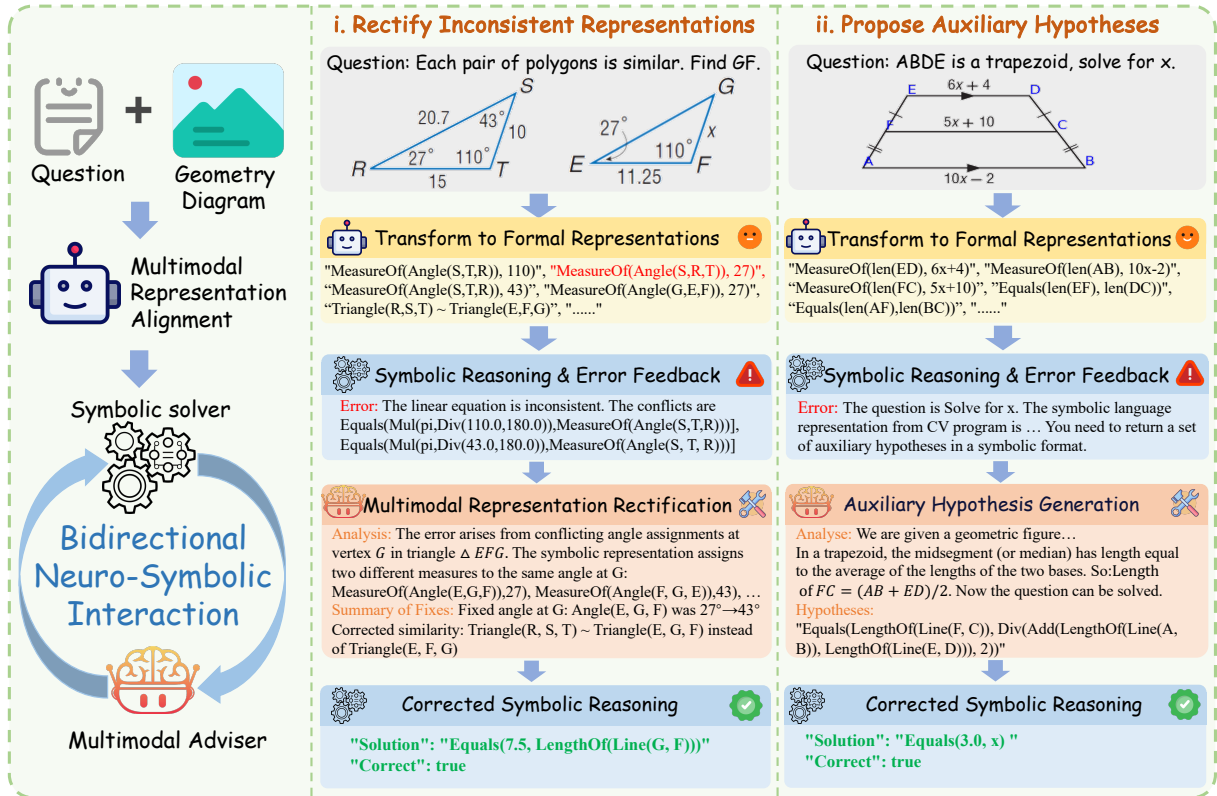 Question
Geometry
Diagram
Multimodal
Representation
Alignment
Symbolic solver
Bidirectional
Neuro-Symbolic
Interaction
Multimodal Adviser
i. Rectify Inconsistent Representations
Question: Each pair of polygons is similar. Find GF.
S
20.7
43°
10
27°
110°
R
T
15
G
27°
x
110°
E
F
11.25
Transform to Formal Representations
"MeasureOf(Angle(S,T,R)), 110)", "MeasureOf(Angle(S,R,T)), 27)",
“MeasureOf(Angle(S,T,R)), 43)”, "MeasureOf(Angle(G,E,F)), 27)",
“Triangle(R,S,T) ~ Triangle(E,F,G)”, "......"
Symbolic Reasoning & Error Feedback
Error: The linear equation is inconsistent. The conflicts are
Equals(Mul(pi,Div(110.0,180.0)),MeasureOf(Angle(S,T,R)))],
Equals(Mul(pi,Div(43.0,180.0)),MeasureOf(Angle(S, T, R)))]
Multimodal Representation Rectification
Analysis: The error arises from conflicting angle assignments at
vertex G in triangle △ EFG. The symbolic representation assigns
two different measures to the same angle at G:
MeasureOf(Angle(E,G,F)),27), MeasureOf(Angle(F, G, E)),43), …
Summary of Fixes: Fixed angle at G: Angle(E, G, F) was 27°→43°
Corrected similarity: Triangle(R, S, T) ~ Triangle(E, G, F) instead
of Triangle(E, F, G)
Corrected Symbolic Reasoning
"Solution": "Equals(7.5, LengthOf(Line(G, F)))"
"Correct": true
ii. Propose Auxiliary Hypotheses
Question: ABDE is a trapezoid, solve for x.
E
6x + 4
D
F
5x + 10
C
A
B
10x − 2
Transform to Formal Representations
"MeasureOf(len(ED), 6x+4)", "MeasureOf(len(AB), 10x-2)",
“MeasureOf(len(FC), 5x+10)”, ”Equals(len(EF), len(DC))"
“Equals(len(AF),len(BC))”, "......"
Symbolic Reasoning & Error Feedback
Error: The question is Solve for x. The symbolic language
representation from CV program is … You need to return a set
of auxiliary hypotheses in a symbolic format.
Auxiliary Hypothesis Generation
Analyse: We are given a geometric figure…
In a trapezoid, the midsegment (or median) has length equal
to the average of the lengths of the two bases. So:Length
of FC = (AB + ED)/2. Now the question can be solved.
Hypotheses:
"Equals(LengthOf(Line(F, C)), Div(Add(LengthOf(Line(A,
B)), LengthOf(Line(E, D))), 2))"
Corrected Symbolic Reasoning
"Solution": "Equals(3.0, x) "
"Correct": true